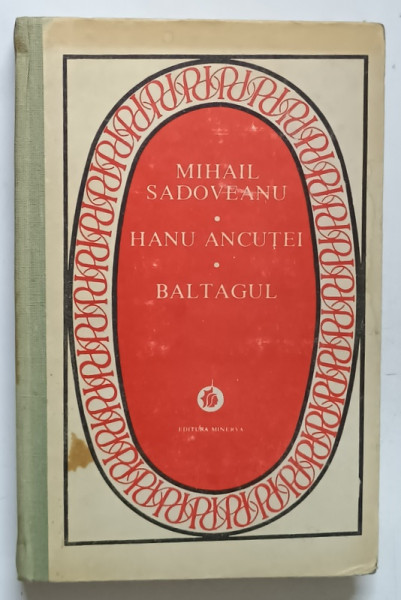 MIHAIL
SADOVEANU
•
HANU ANCUȚEI
•
BALTAGUL
EDITURA MINERVA